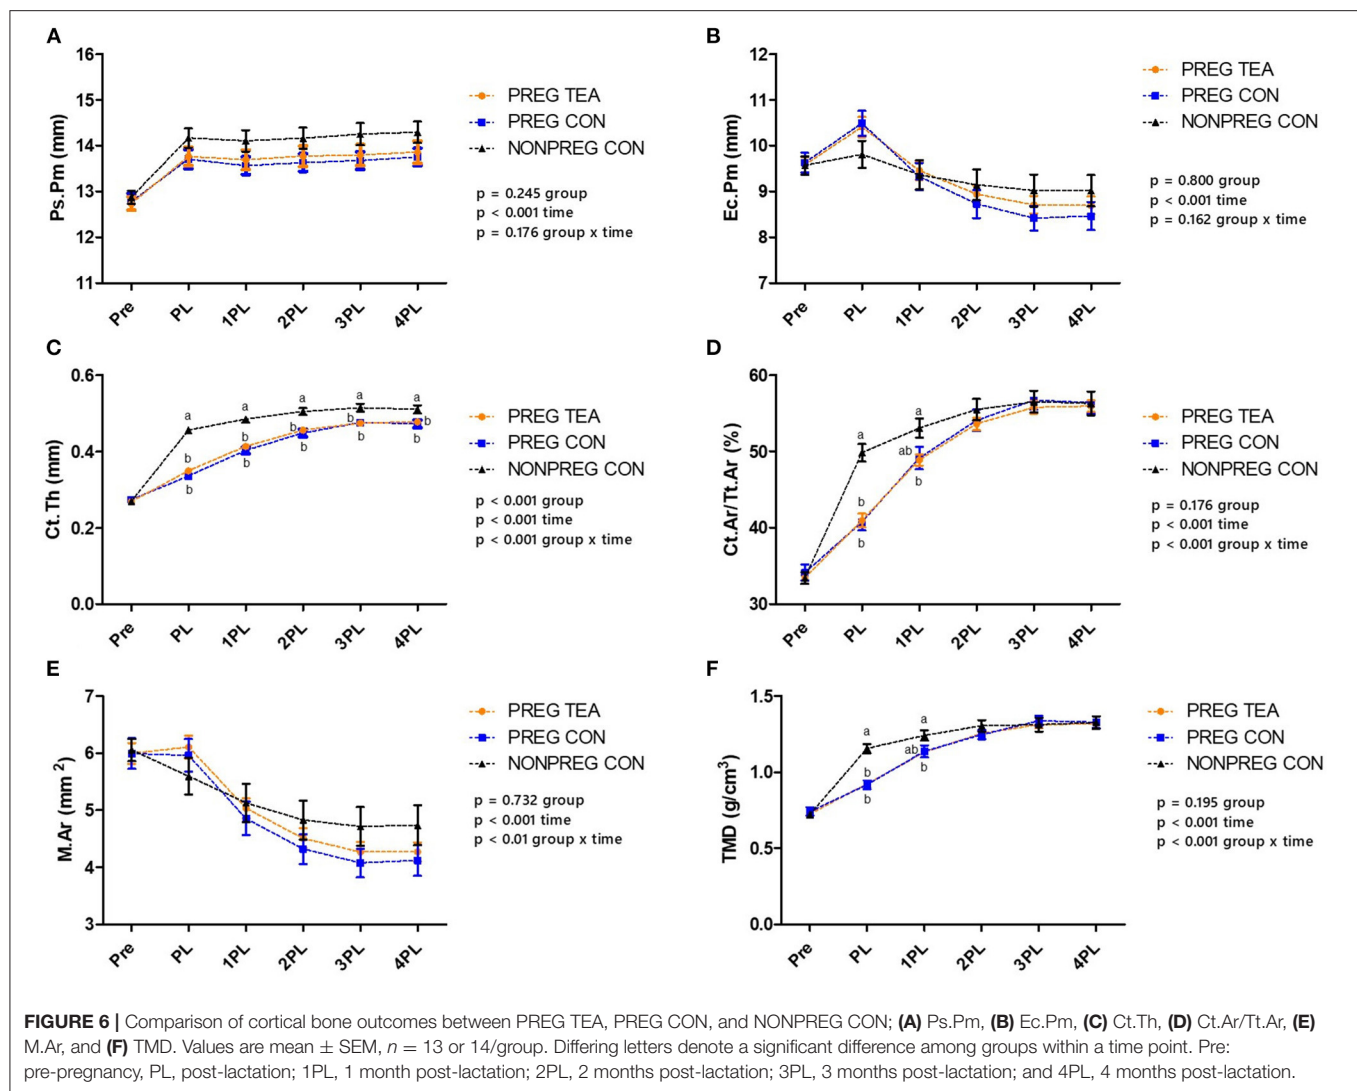 A
Ps.Pm (mm)
16
15
14
13
12
11
Pre
PL
1PL
2PL
3PL
4PL
PREG TEA
PREG CON
NONPREG CON
p = 0.245 group
p < 0.001 time
p = 0.176 group x time
B
Ec.Pm (mm)
12
11
10
9
8
7
Pre
PL
1PL
2PL
3PL
4PL
PREG TEA
PREG CON
NONPREG CON
p = 0.800 group
p < 0.001 time
p = 0.162 group x time
C
Ct.Th (mm)
0.6
0.4
0.2
0.0
a
a
a
a
a
b
b
b
b
b
b
b
b
b
b
Pre
PL
1PL
2PL
3PL
4PL
PREG TEA
PREG CON
NONPREG CON
p < 0.001 group
p < 0.001 time
p < 0.001 group x time
D
Ct.Ar/Tt.Ar (%)
60
50
40
30
a
a
ab
b
b
b
Pre
PL
1PL
2PL
3PL
4PL
PREG TEA
PREG CON
NONPREG CON
p = 0.176 group
p < 0.001 time
p < 0.001 group x time
E
M.Ar (mm²)
7
6
5
4
3
Pre
PL
1PL
2PL
3PL
4PL
PREG TEA
PREG CON
NONPREG CON
p = 0.732 group
p < 0.001 time
p < 0.01 group x time
F
TMD (g/cm³)
1.5
1.0
0.5
0.0
a
a
ab
b
b
b
Pre
PL
1PL
2PL
3PL
4PL
PREG TEA
PREG CON
NONPREG CON
p = 0.195 group
p < 0.001 time
p < 0.001 group x time
FIGURE 6 | Comparison of cortical bone outcomes between PREG TEA, PREG CON, and NONPREG CON; (A) Ps.Pm, (B) Ec.Pm, (C) Ct.Th, (D) Ct.Ar/Tt.Ar, (E)
M.Ar, and (F) TMD. Values are mean ± SEM, n = 13 or 14/group. Differing letters denote a significant difference among groups within a time point. Pre:
pre-pregnancy, PL, post-lactation; 1PL, 1 month post-lactation; 2PL, 2 months post-lactation; 3PL, 3 months post-lactation; and 4PL, 4 months post-lactation.